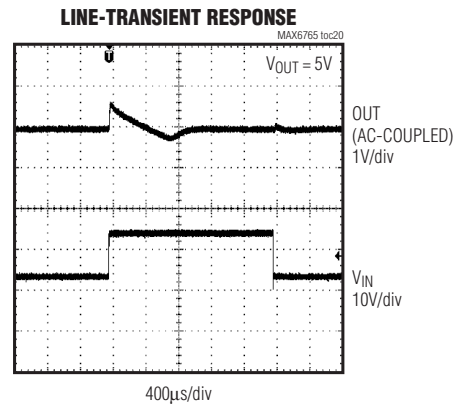 LINE-TRANSIENT RESPONSE
MAX6765 toc20
T
VOUT = 5V
OUT
(AC-COUPLED)
1V/div
VIN
10V/div
400µs/div